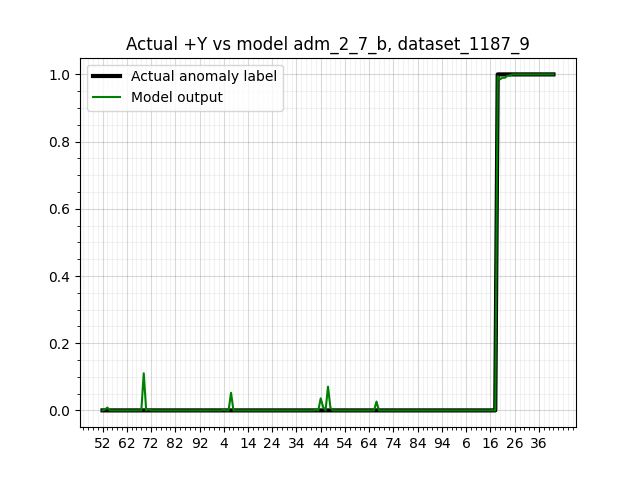 Actual +Y vs model adm_2_7_b, dataset_1187_9
Actual anomaly label
Model output
1.0
0.8
0.6
0.4
0.2
0.0
52 62 72 82 92 4 14 24 34 44 54 64 74 84 94 6 16 26 36